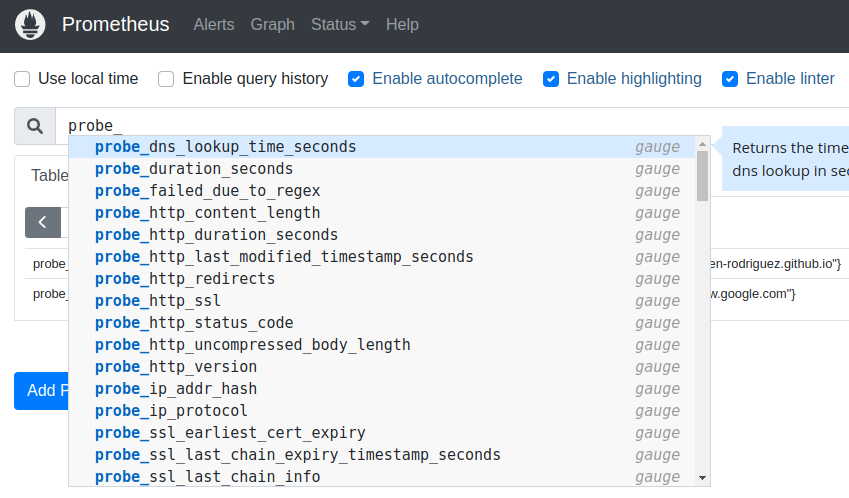 Prometheus Alerts Graph Status Help
Use local time Enable query history Enable autocomplete Enable highlighting Enable linter
probe_
probe_dns_lookup_time_seconds gauge
Returns the time
dns lookup in sec
probe_duration_seconds gauge
Table
probe_failed_due_to_regex gauge
probe_http_content_length gauge
probe_http_duration_seconds gauge
probe_http_last_modified_timestamp_seconds gauge
probe_ en-rodriguez.github.io"}
probe_http_redirects gauge
probe_ w.google.com"}
probe_http_ssl gauge
probe_http_status_code gauge
probe_http_uncompressed_body_length gauge
probe_http_version gauge
Add P
probe_ip_addr_hash gauge
probe_ip_protocol gauge
probe_ssl_earliest_cert_expiry gauge
probe_ssl_last_chain_expiry_timestamp_seconds gauge
probe_ssl_last_chain_info gauge